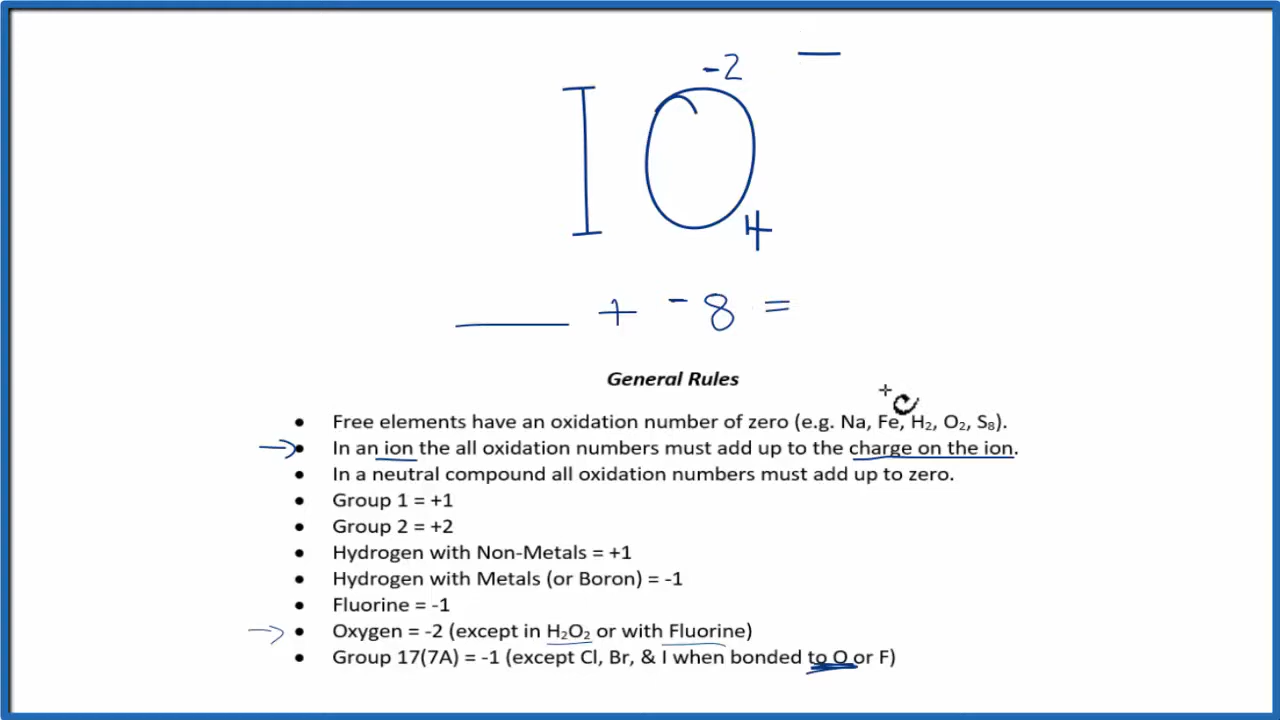 -2 —
I O4
___ + -8 =
General Rules
• Free elements have an oxidation number of zero (e.g. Na, Fe, H₂, O₂, S₈).
• In an ion the all oxidation numbers must add up to the charge on the ion.
• In a neutral compound all oxidation numbers must add up to zero.
• Group 1 = +1
• Group 2 = +2
• Hydrogen with Non-Metals = +1
• Hydrogen with Metals (or Boron) = -1
• Fluorine = -1
• Oxygen = -2 (except in H₂O₂ or with Fluorine)
• Group 17(7A) = -1 (except Cl, Br, & I when bonded to O or F)